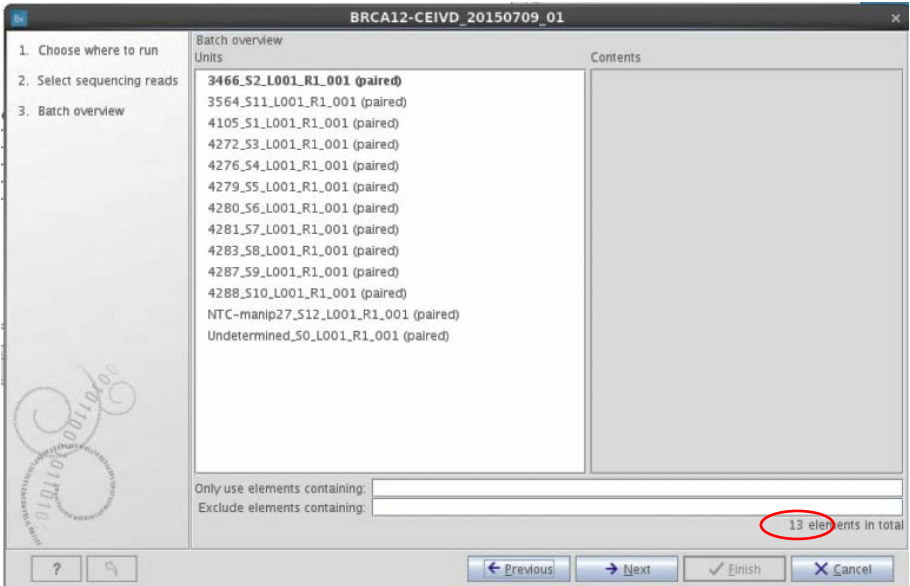 BRCA12-CEIVD_20150709_01
1. Choose where to run
2. Select sequencing reads
3. Batch overview
Batch overview
Units
Contents
3466_S2_L001_R1_001 (paired)
3564_S11_L001_R1_001 (paired)
4105_S1_L001_R1_001 (paired)
4272_S3_L001_R1_001 (paired)
4276_S4_L001_R1_001 (paired)
4279_S5_L001_R1_001 (paired)
4280_S6_L001_R1_001 (paired)
4281_S7_L001_R1_001 (paired)
4283_S8_L001_R1_001 (paired)
4287_S9_L001_R1_001 (paired)
4288_S10_L001_R1_001 (paired)
NTC-manip27_S12_L001_R1_001 (paired)
Undetermined_S0_L001_R1_001 (paired)
Only use elements containing:
Exclude elements containing:
13 elements in total
?
Previous
Next
Finish
Cancel